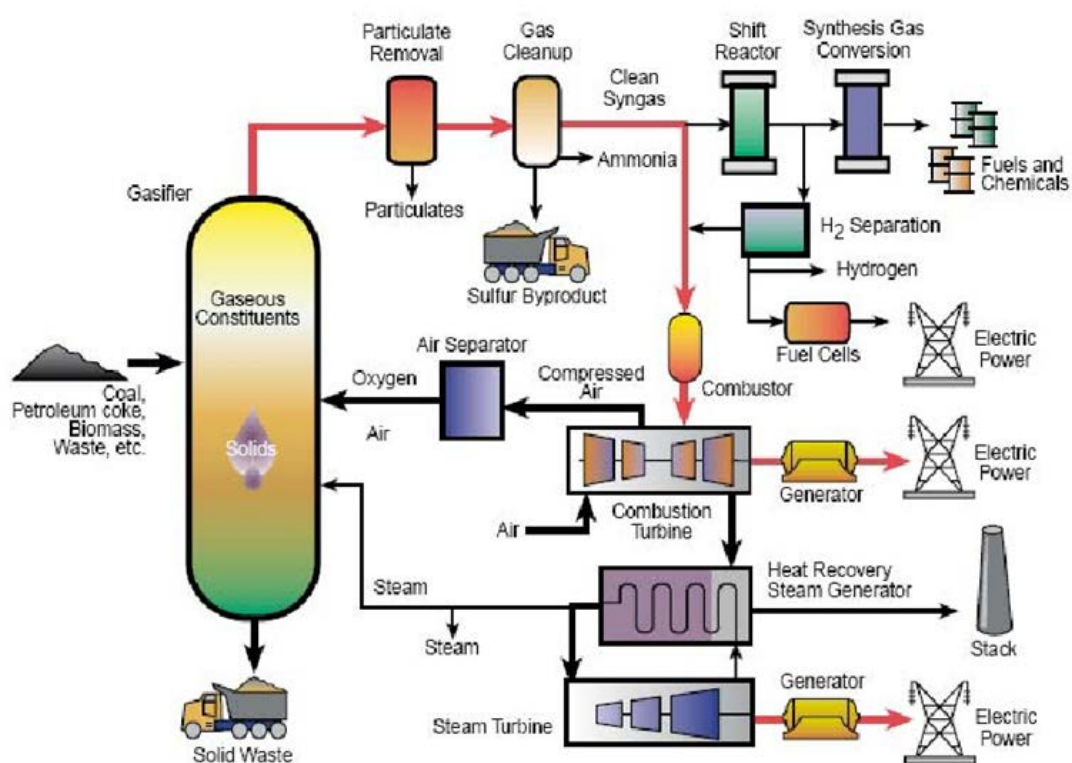 Particulate
Removal
Gas
Cleanup
Shift
Reactor
Synthesis Gas
Conversion
Clean
Syngas
Ammonia
Fuels and
Chemicals
Gasifier
Particulates
Sulfur Byproduct
H2 Separation
Hydrogen
Fuel Cells
Electric
Power
Gaseous
Constituents
Air Separator
Oxygen
Air
Compressed
Air
Combustor
Coal,
Petroleum coke,
Biomass,
Waste, etc.
Solids
Generator
Electric
Power
Air
Combustion
Turbine
Steam
Steam
Heat Recovery
Steam Generator
Stack
Steam Turbine
Generator
Electric
Power
Solid Waste